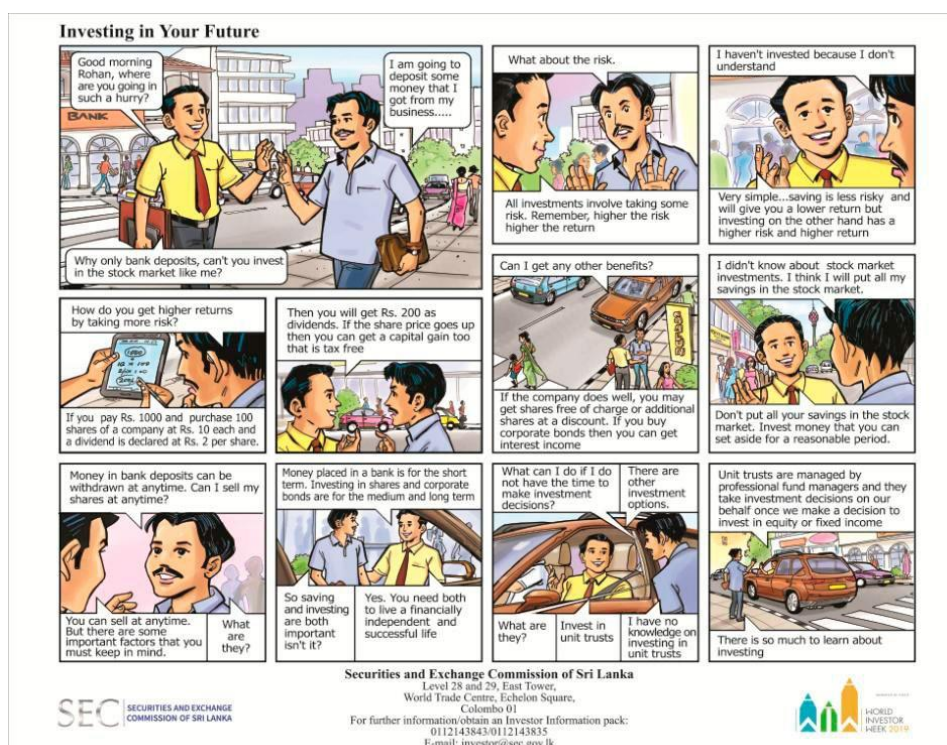 Investing in Your Future
Good morning
Rohan, where
are you going in
such a hurry?
I am going to
deposit some
money that I
got from my
business.....
BANK
Why only bank deposits, can't you invest
in the stock market like me?
What about the risk.
All investments involve taking some
risk. Remember, higher the risk
higher the return
I haven't invested because I don't
understand
Very simple...saving is less risky and
will give you a lower return but
investing on the other hand has a
higher risk and higher return
How do you get higher returns
by taking more risk?
If you pay Rs. 1000 and purchase 100
shares of a company at Rs. 10 each and
a dividend is declared at Rs. 2 per share.
Then you will get Rs. 200 as
dividends. If the share price goes up
then you can get a capital gain too
that is tax free
Can I get any other benefits?
If the company does well, you may
get shares free of charge or additional
shares at a discount. If you buy
corporate bonds then you can get
interest income
I didn't know about stock market
investments. I think I will put all my
savings in the stock market.
Don't put all your savings in the stock
market. Invest money that you can
set aside for a reasonable period.
Money in bank deposits can be
withdrawn at anytime. Can I sell my
shares at anytime?
You can sell at anytime.
But there are some
important factors that you
must keep in mind.
What
are
they?
Money placed in a bank is for the short
term. Investing in shares and corporate
bonds are for the medium and long term
So saving
and investing
are both
important
isn't it?
Yes. You need both
to live a financially
independent and
successful life
What can I do if I do
not have the time to
make investment
decisions?
There are
other
investment
options.
What are
they?
Invest in
unit trusts
I have no
knowledge on
investing in
unit trusts
Unit trusts are managed by
professional fund managers and they
take investment decisions on our
behalf once we make a decision to
invest in equity or fixed income
There is so much to learn about
investing
Securities and Exchange Commission of Sri Lanka
Level 28 and 29, East Tower,
World Trade Centre, Echelon Square,
Colombo 01
For further information/obtain an Investor Information pack:
0112143843/0112143835
E-mail: investor@sec.gov.lk
SEC SECURITIES AND EXCHANGE
COMMISSION OF SRI LANKA
WORLD
INVESTOR
WEEK 2019